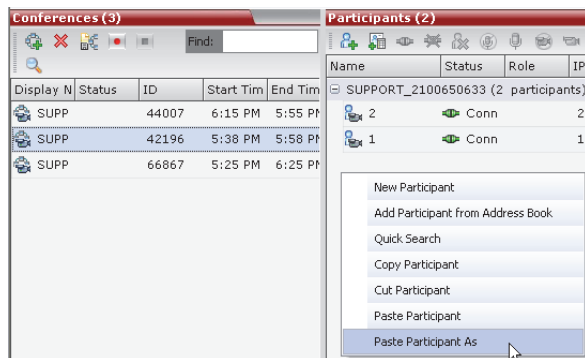 Conferences (3)
Find:
Display N Status ID Start Tim End Tim
SUPP 44007 6:15 PM 5:55 PM
SUPP 42196 5:38 PM 5:58 PM
SUPP 66867 5:25 PM 6:25 PM
Participants (2)
Name Status Role IP
SUPPORT_2100650633 (2 participants)
2 Conn 2
1 Conn 1
New Participant
Add Participant from Address Book
Quick Search
Copy Participant
Cut Participant
Paste Participant
Paste Participant As